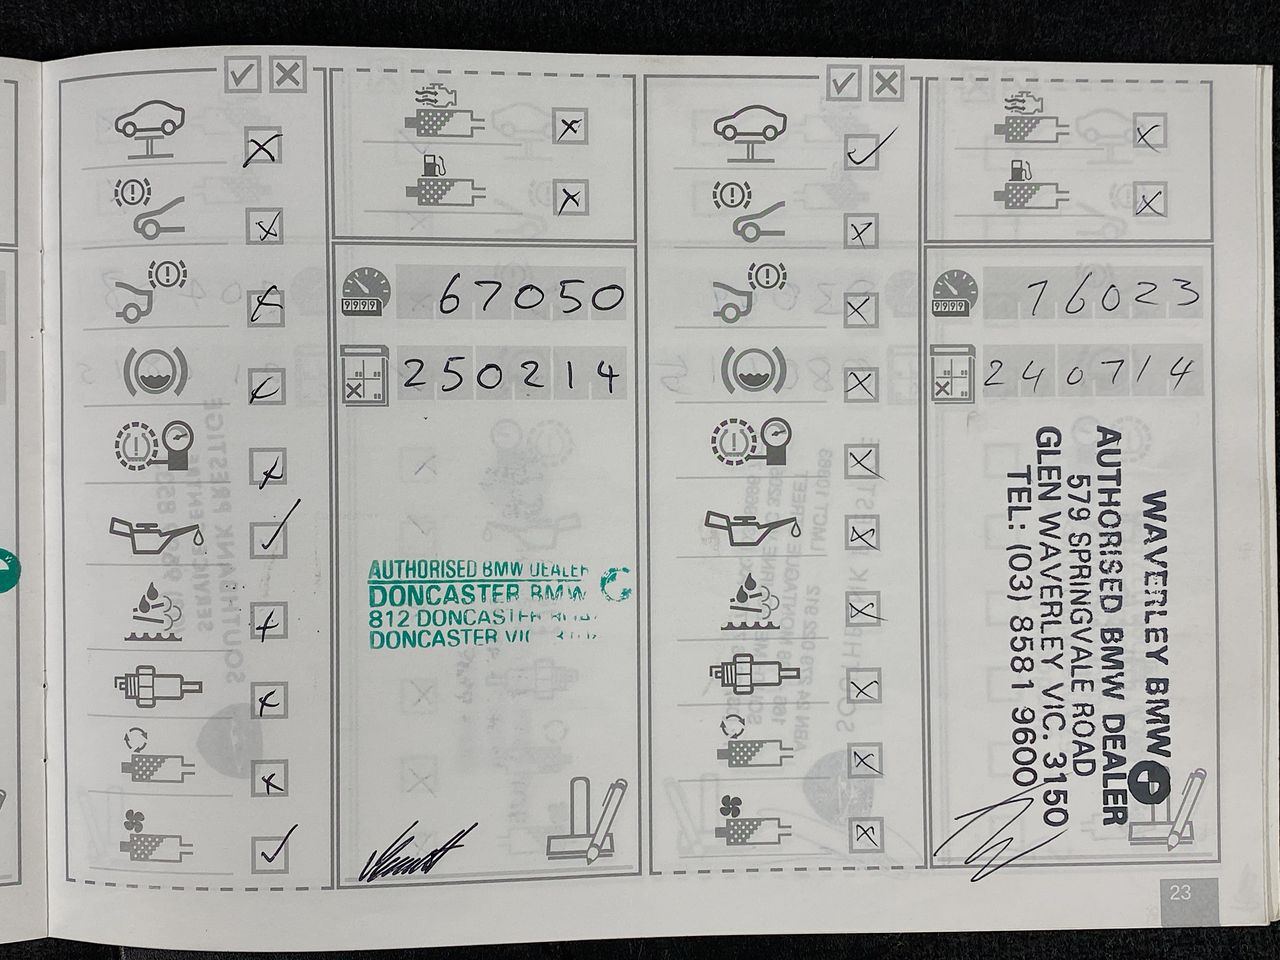 67050
250214
AUTHORISED BMW DEALER
DONCASTER BMW
812 DONCASTER
DONCASTER VIC
76023
240714
WAVERLEY BMW
AUTHORISED BMW DEALER
579 SPRINGVALE ROAD
GLEN WAVERLEY VIC. 3150
TEL: (03) 8581 9600
23